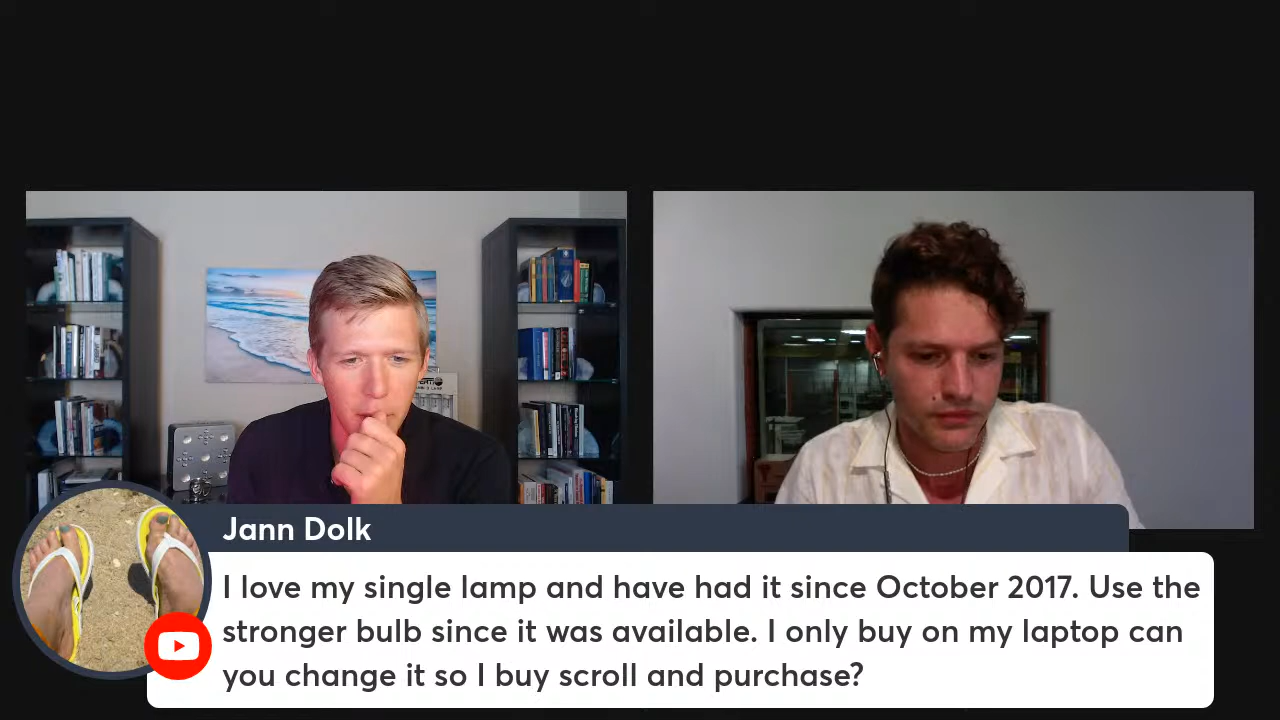 Jann Dolk
I love my single lamp and have had it since October 2017. Use the
stronger bulb since it was available. I only buy on my laptop can
you change it so I buy scroll and purchase?